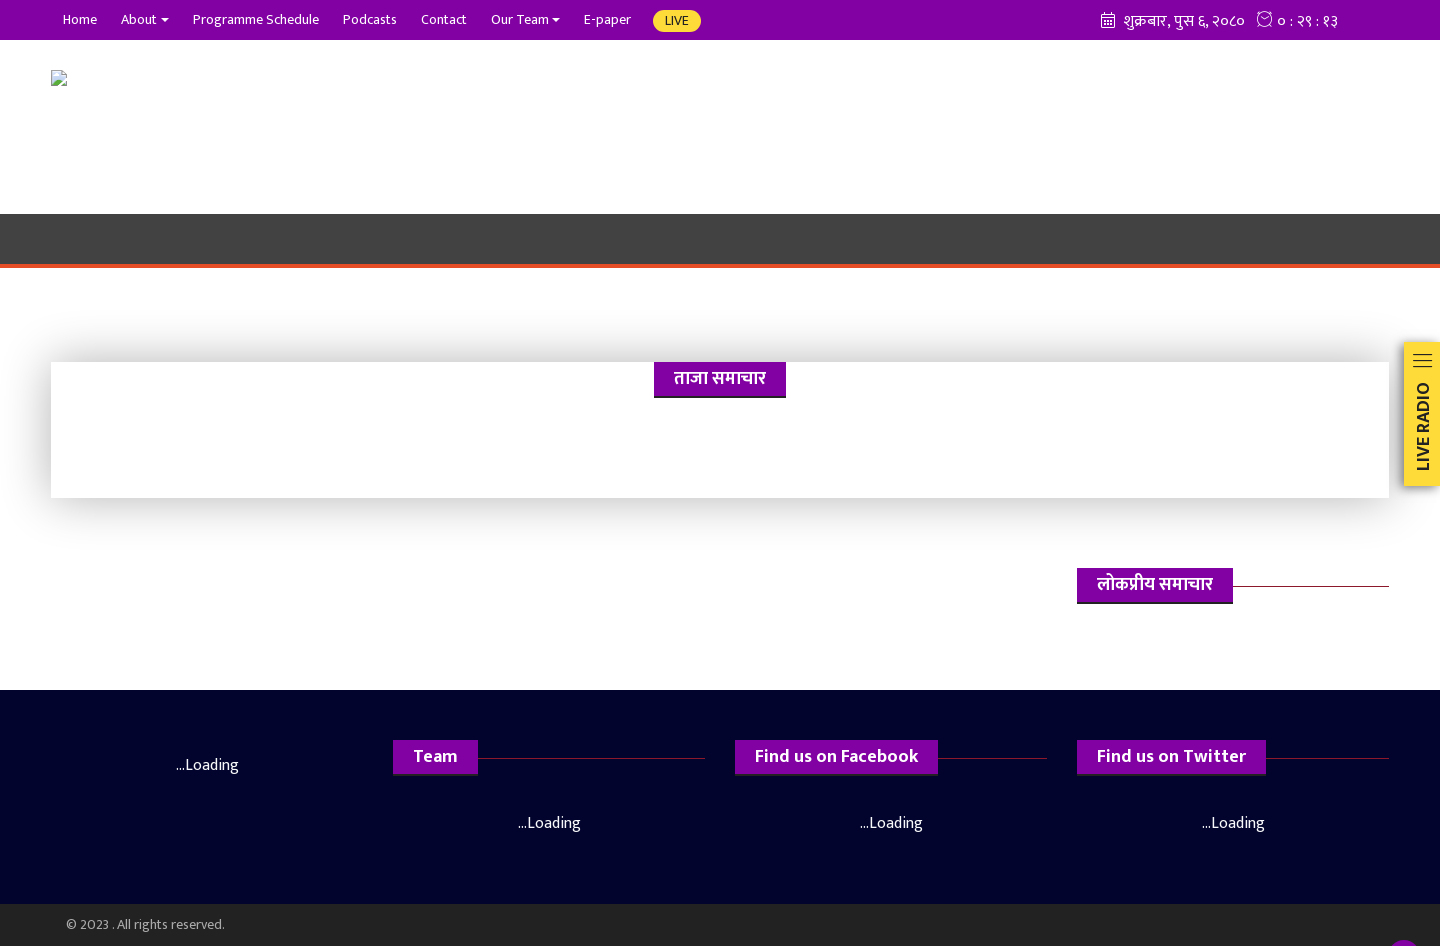 Home About Programme Schedule Podcasts Contact Our Team E-paper LIVE शुक्रबार, पुस ६, २०८० ० : २९ : १३
ताजा समाचार
LIVE RADIO
लोकप्रीय समाचार
...Loading
Team
...Loading
Find us on Facebook
...Loading
Find us on Twitter
...Loading
© 2023 . All rights reserved.